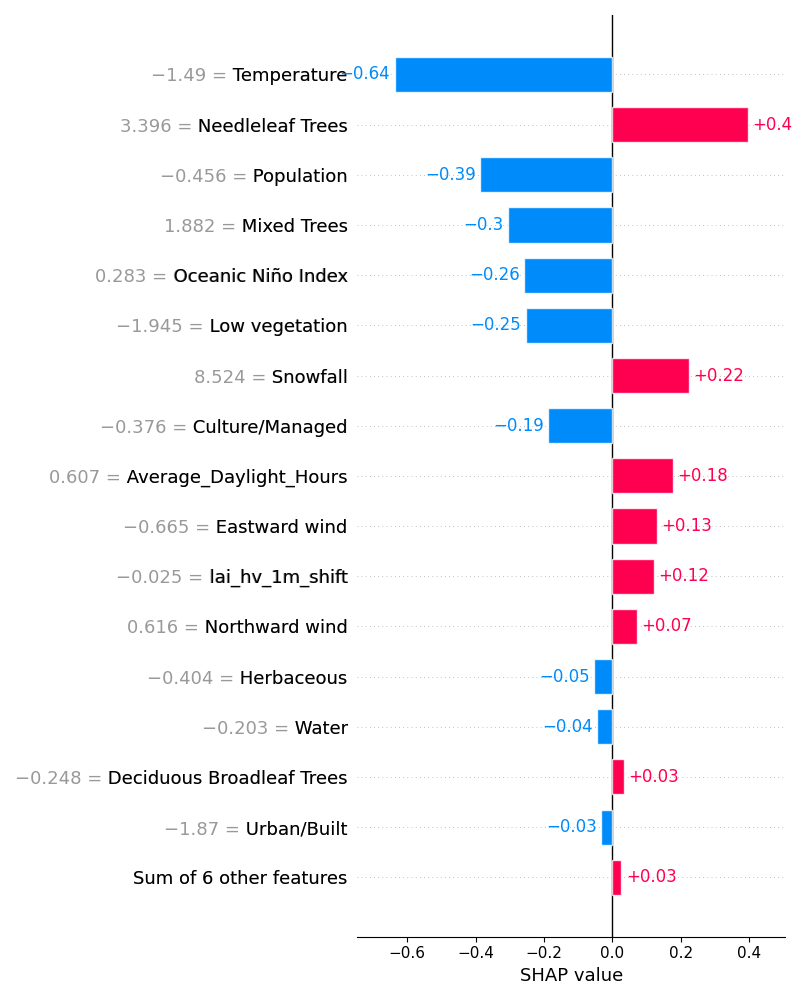 −1.49 = Temperature −0.64
3.396 = Needleleaf Trees +0.4
−0.456 = Population −0.39
1.882 = Mixed Trees −0.3
0.283 = Oceanic Niño Index −0.26
−1.945 = Low vegetation −0.25
8.524 = Snowfall +0.22
−0.376 = Culture/Managed −0.19
0.607 = Average_Daylight_Hours +0.18
−0.665 = Eastward wind +0.13
−0.025 = lai_hv_1m_shift +0.12
0.616 = Northward wind +0.07
−0.404 = Herbaceous −0.05
−0.203 = Water −0.04
−0.248 = Deciduous Broadleaf Trees +0.03
−1.87 = Urban/Built −0.03
Sum of 6 other features +0.03
−0.6 −0.4 −0.2 0.0 0.2 0.4
SHAP value